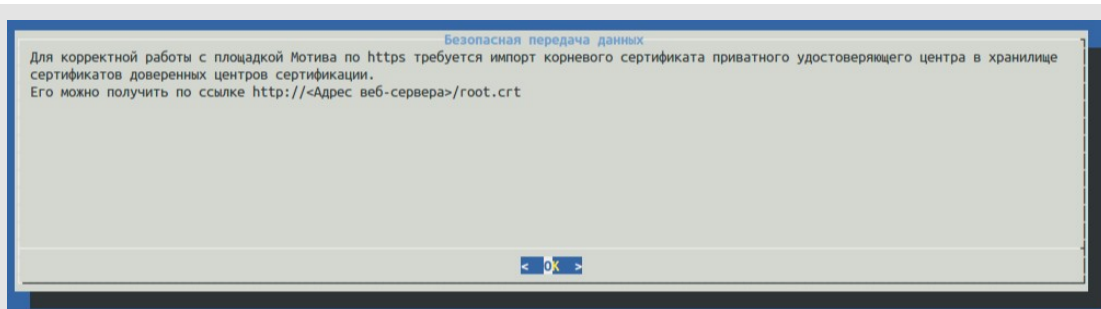 Безопасная передача данных
Для корректной работы с площадкой Мотива по https требуется импорт корневого сертификата приватного удостоверяющего центра в хранилище
сертификатов доверенных центров сертификации.
Его можно получить по ссылке http://<Адрес веб-сервера>/root.crt
< OK >